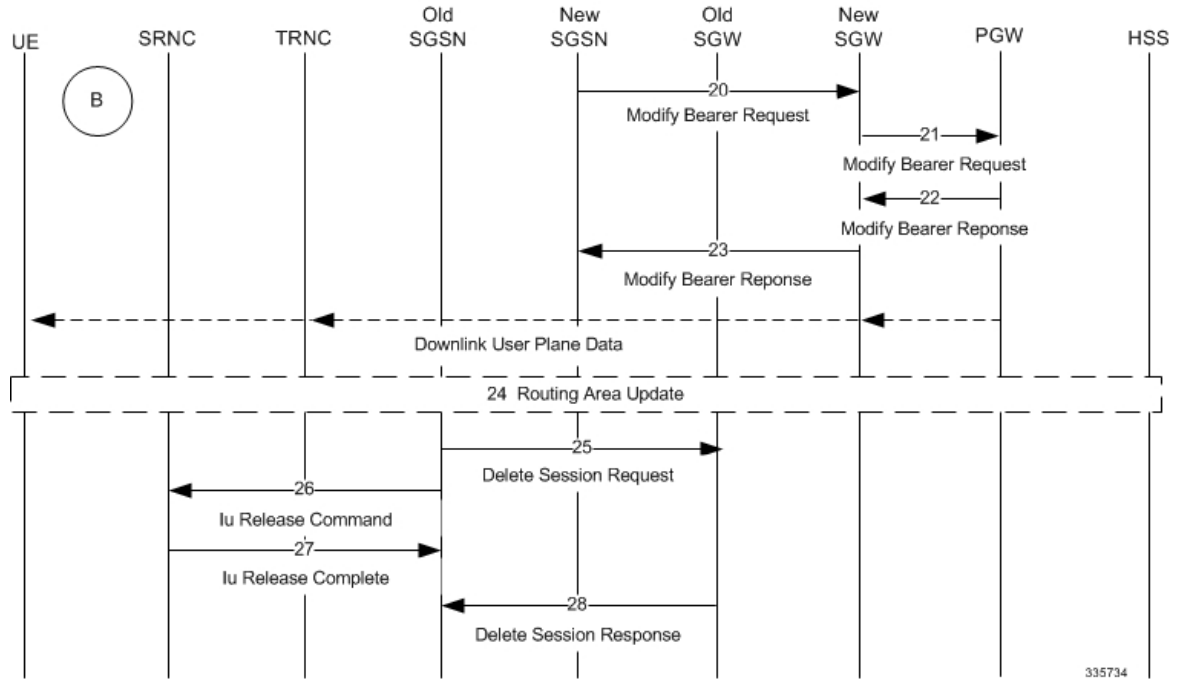 UE
SRNC
TRNC
Old
SGSN
New
SGSN
Old
SGW
New
SGW
PGW
HSS
B
20
Modify Bearer Request
21
Modify Bearer Request
22
Modify Bearer Reponse
23
Modify Bearer Reponse
Downlink User Plane Data
24 Routing Area Update
25
Delete Session Request
26
Iu Release Command
27
Iu Release Complete
28
Delete Session Response
335734